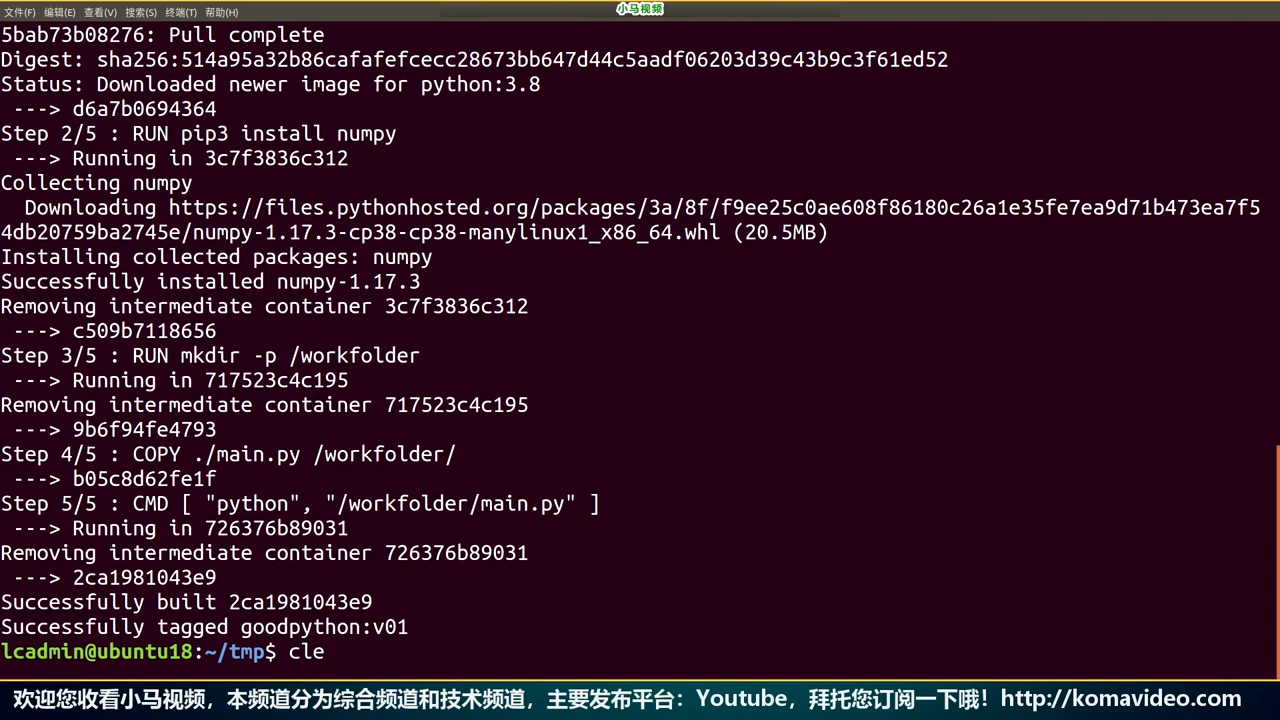 小马视频
文件(F) 编辑(E) 查看(V) 搜索(S) 终端(T) 帮助(H)
5bab73b08276: Pull complete
Digest: sha256:514a95a32b86cafafefcecc28673bb647d44c5aadf06203d39c43b9c3f61ed52
Status: Downloaded newer image for python:3.8
 ---> d6a7b0694364
Step 2/5 : RUN pip3 install numpy
 ---> Running in 3c7f3836c312
Collecting numpy
  Downloading https://files.pythonhosted.org/packages/3a/8f/f9ee25c0ae608f86180c26a1e35fe7ea9d71b473ea7f5
4db20759ba2745e/numpy-1.17.3-cp38-cp38-manylinux1_x86_64.whl (20.5MB)
Installing collected packages: numpy
Successfully installed numpy-1.17.3
Removing intermediate container 3c7f3836c312
 ---> c509b7118656
Step 3/5 : RUN mkdir -p /workfolder
 ---> Running in 717523c4c195
Removing intermediate container 717523c4c195
 ---> 9b6f94fe4793
Step 4/5 : COPY ./main.py /workfolder/
 ---> b05c8d62fe1f
Step 5/5 : CMD [ "python", "/workfolder/main.py" ]
 ---> Running in 726376b89031
Removing intermediate container 726376b89031
 ---> 2ca1981043e9
Successfully built 2ca1981043e9
Successfully tagged goodpython:v01
lcadmin@ubuntu18:~/tmp$ cle
欢迎您收看小马视频，本频道分为综合频道和技术频道，主要发布平台：Youtube，拜托您订阅一下哦！http://komavideo.com